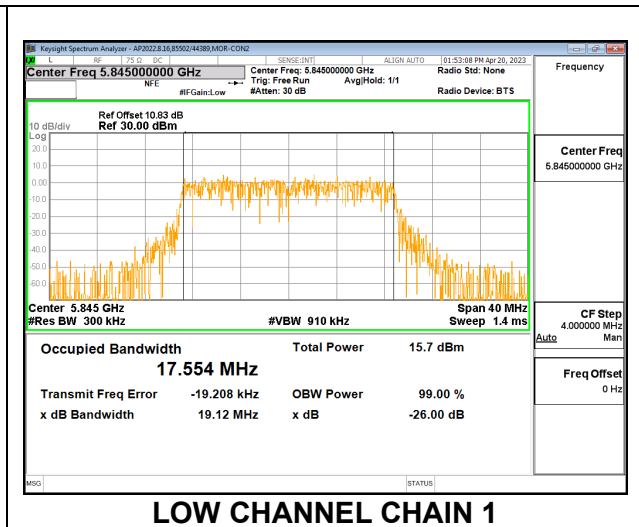 Keysight Spectrum Analyzer - AP2022.8.16,85502/44389,MOR-CON2
L RF 75 Ω DC SENSE:INT ALIGN AUTO 01:53:08 PM Apr 20, 2023
Center Freq 5.845000000 GHz
NFE
#IFGain:Low
Center Freq: 5.845000000 GHz
Trig: Free Run Avg|Hold: 1/1
#Atten: 30 dB
Radio Std: None
Radio Device: BTS
Frequency
Ref Offset 10.83 dB
10 dB/div Ref 30.00 dBm
Log
20.0
10.0
0.00
-10.0
-20.0
-30.0
-40.0
-50.0
-60.0
Center 5.845 GHz Span 40 MHz
#Res BW 300 kHz #VBW 910 kHz Sweep 1.4 ms
Occupied Bandwidth Total Power 15.7 dBm
17.554 MHz
Transmit Freq Error -19.208 kHz OBW Power 99.00 %
x dB Bandwidth 19.12 MHz x dB -26.00 dB
Center Freq
5.845000000 GHz
CF Step
4.000000 MHz
Auto Man
Freq Offset
0 Hz
MSG STATUS
LOW CHANNEL CHAIN 1